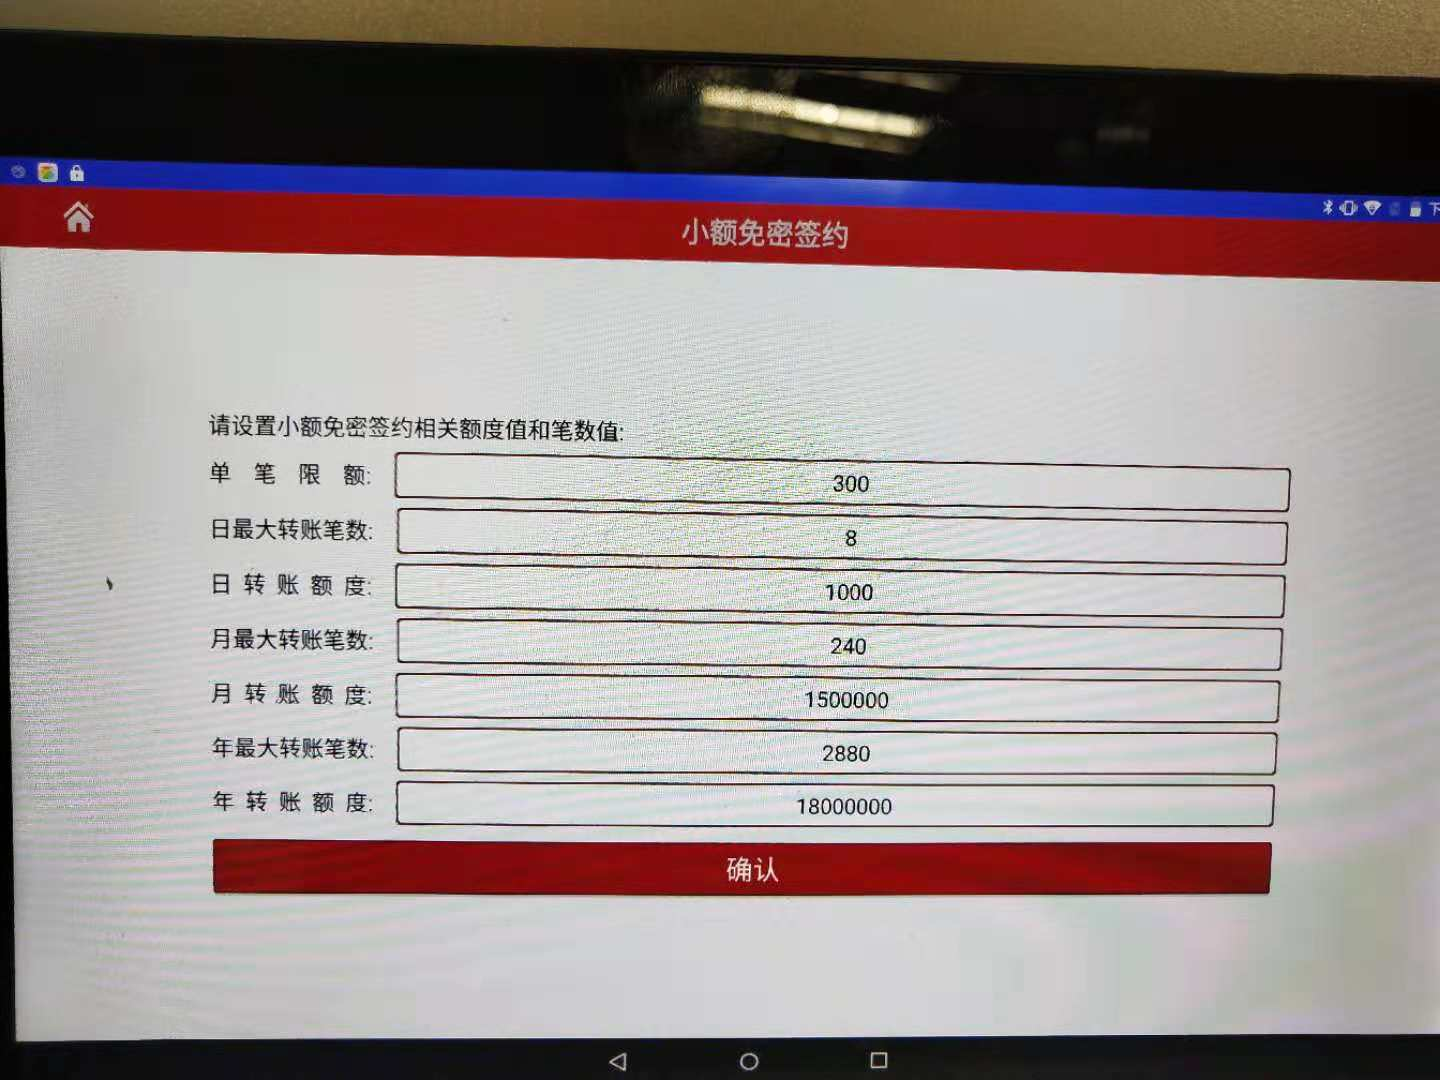 小额免密签约
请设置小额免密签约相关额度值和笔数值:
单笔限额: 300
日最大转账笔数: 8
日转账额度: 1000
月最大转账笔数: 240
月转账额度: 1500000
年最大转账笔数: 2880
年转账额度: 18000000
确认